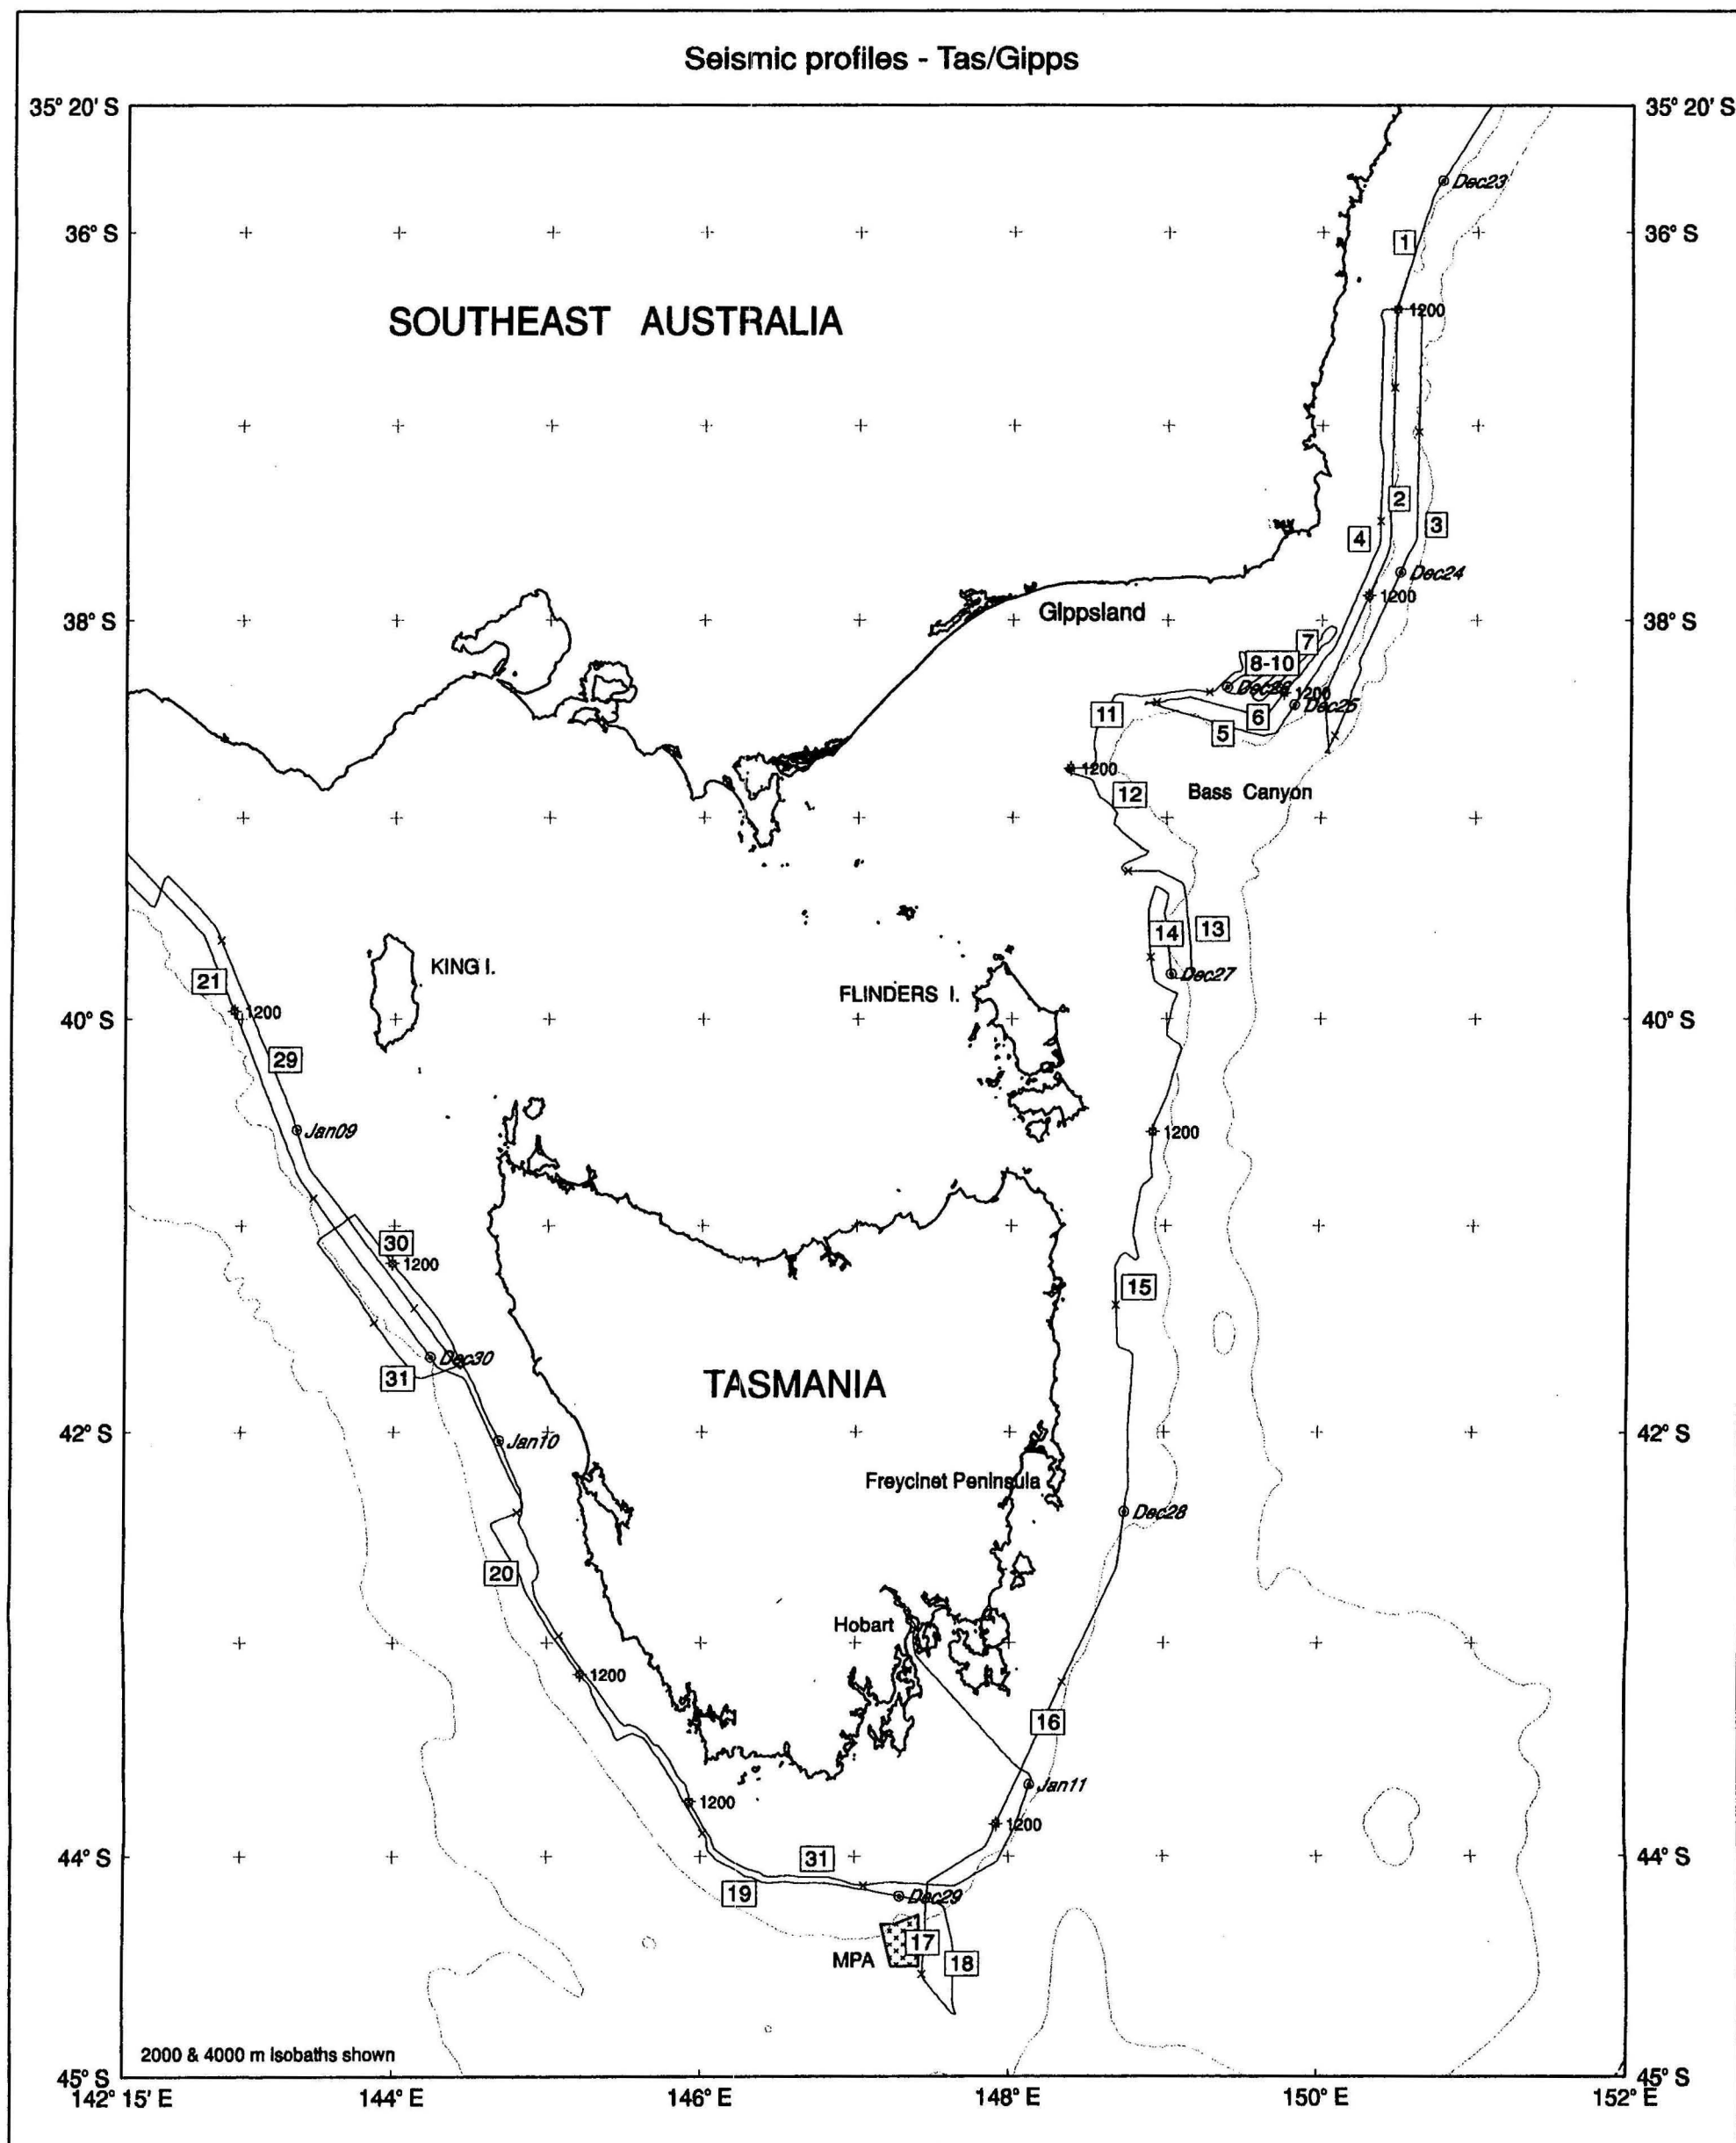 Seismic profiles - Tas/Gipps
35° 20' S
35° 20' S
Dec23
36° S
1
36° S
SOUTHEAST AUSTRALIA
1200
2
3
4
Dec24
1200
38° S
Gippsland
7
38° S
8-10
Dec26
1200
Dec25
11
6
5
1200
12
Bass Canyon
14
13
KING I.
Dec27
21
FLINDERS I.
1200
40° S
40° S
29
Jan09
1200
30
1200
15
Dec30
31
TASMANIA
42° S
Jan10
42° S
Freycinet Peninsula
Dec28
20
Hobart
1200
16
Jan11
1200
1200
44° S
31
44° S
19
Dec29
17
MPA
18
2000 & 4000 m Isobaths shown
45° S
45° S
142° 15' E
144° E
146° E
148° E
150° E
152° E